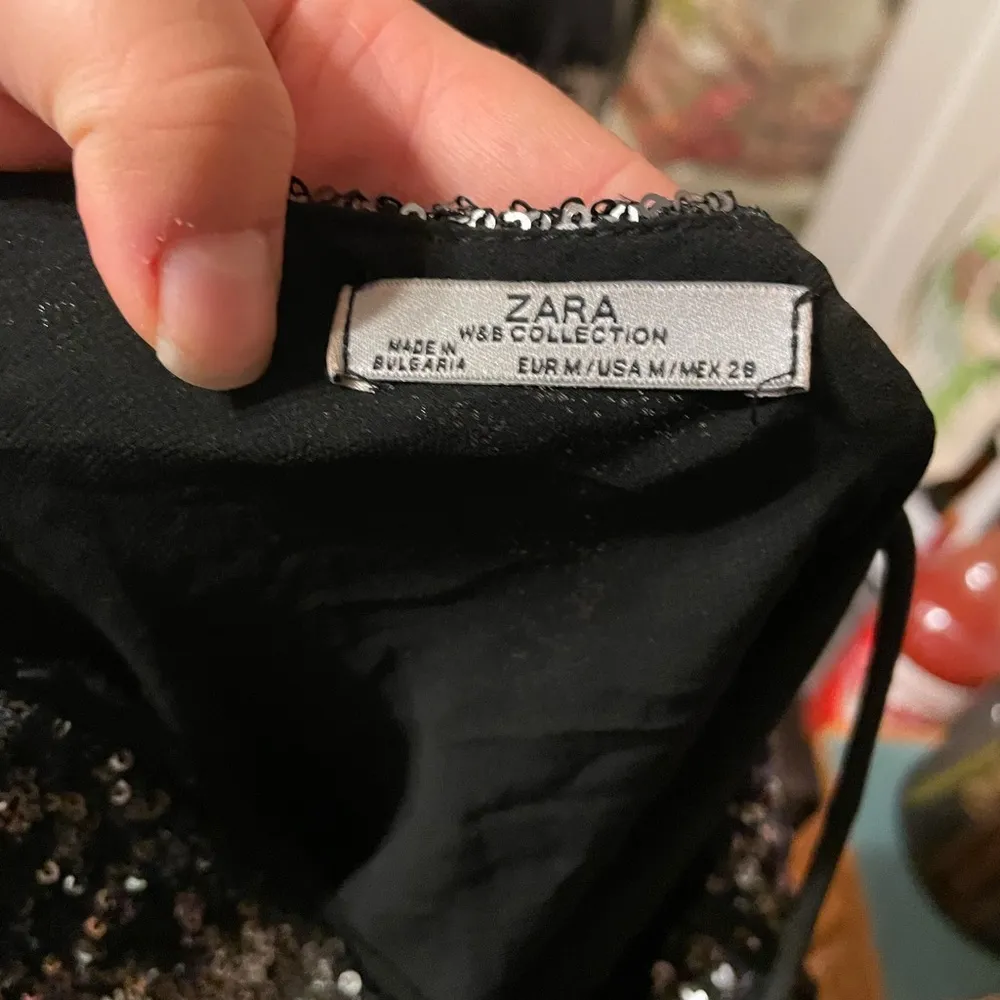 ZARA
W&B COLLECTION
MADE IN
BULGARIA
EUR M / USA M / MEX 28